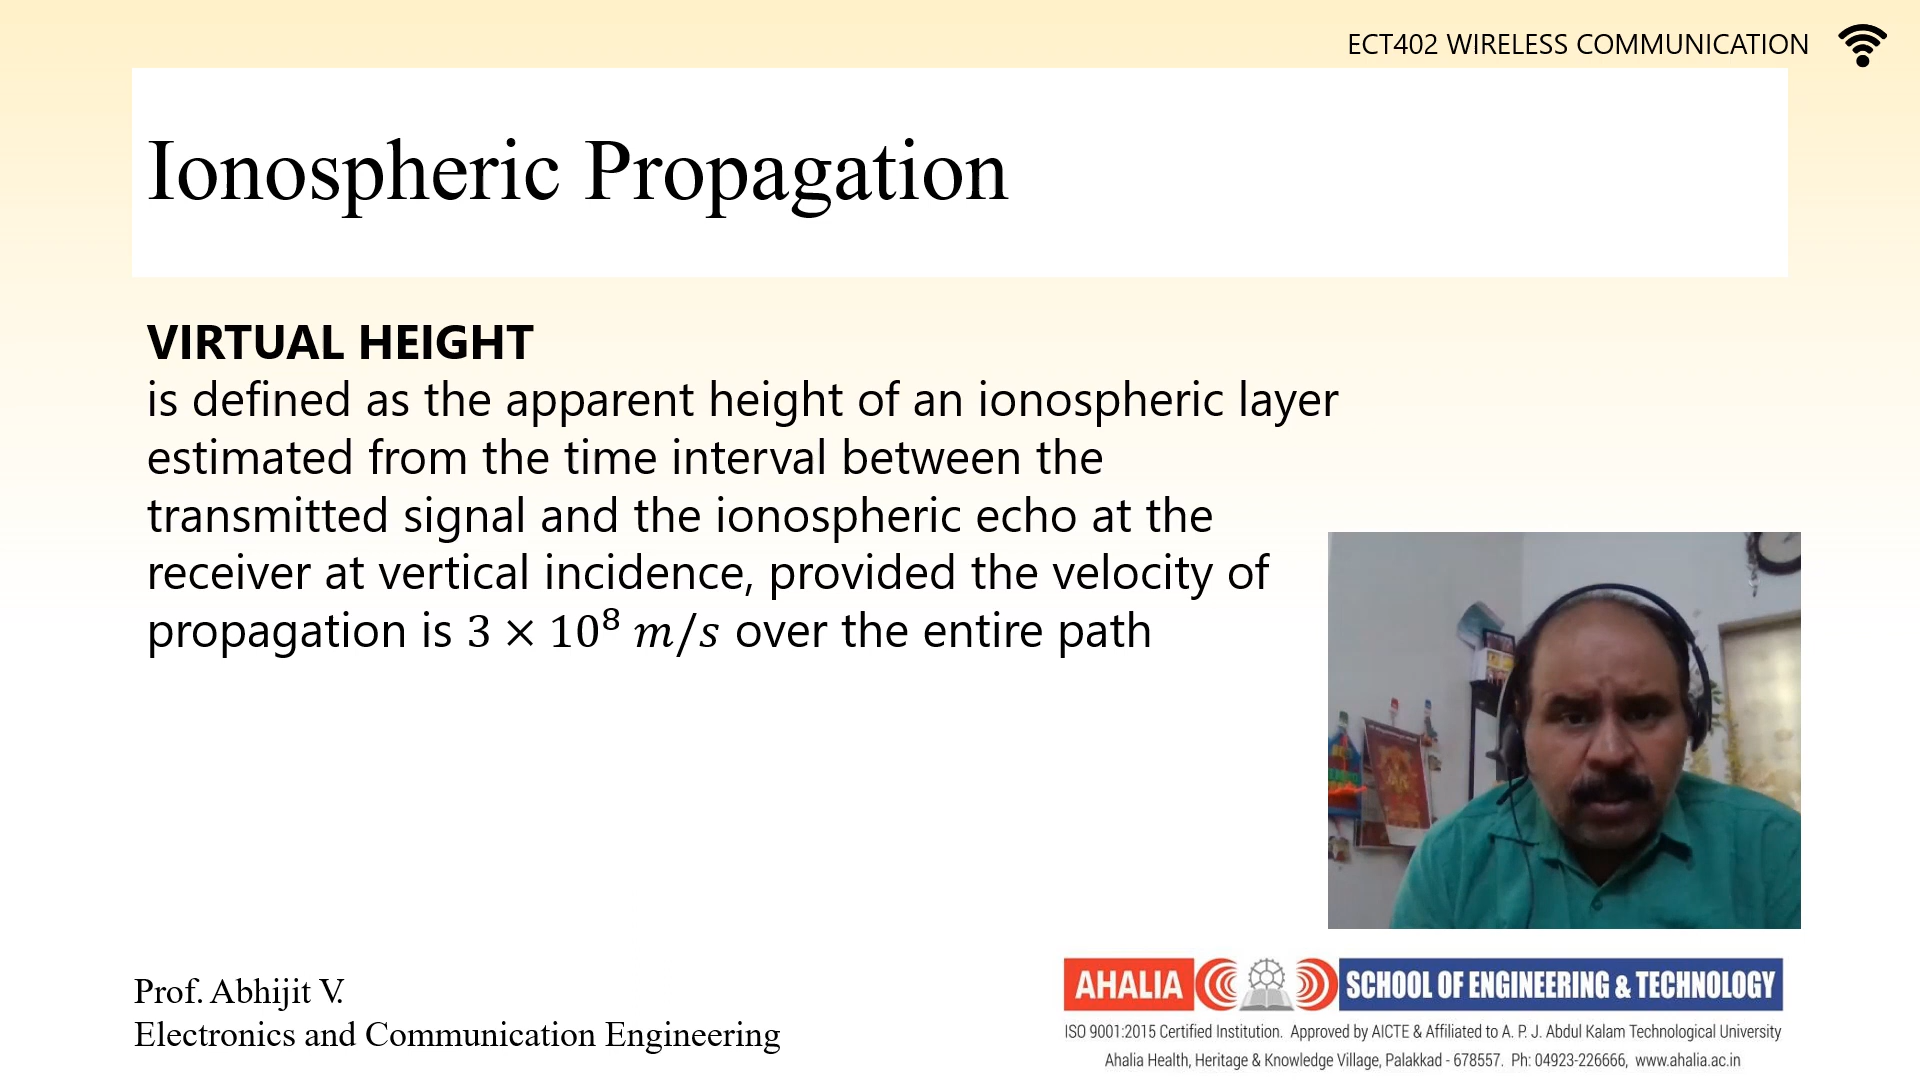 ECT402 WIRELESS COMMUNICATION
Ionospheric Propagation
VIRTUAL HEIGHT
is defined as the apparent height of an ionospheric layer
estimated from the time interval between the
transmitted signal and the ionospheric echo at the
receiver at vertical incidence, provided the velocity of
propagation is 3 × 10⁸ m/s over the entire path
Prof. Abhijit V.
Electronics and Communication Engineering
AHALIA SCHOOL OF ENGINEERING & TECHNOLOGY
ISO 9001:2015 Certified Institution. Approved by AICTE & Affiliated to A. P. J. Abdul Kalam Technological University
Ahalia Health, Heritage & Knowledge Village, Palakkad - 678557. Ph: 04923-226666, www.ahalia.ac.in